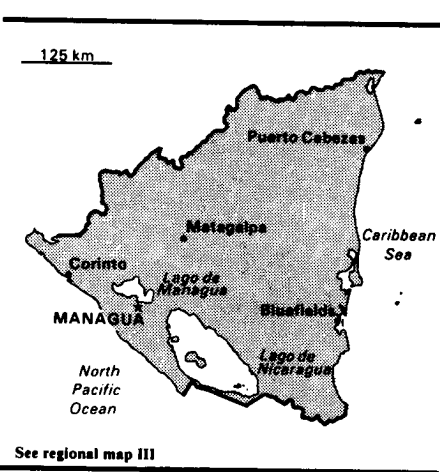 125 km
Puerto Cabezas
Matagalpa
Caribbean
Sea
Corinto
Lago de
Managua
MANAGUA
Bluefields
Lago de
Nicaragua
North
Pacific
Ocean
See regional map III